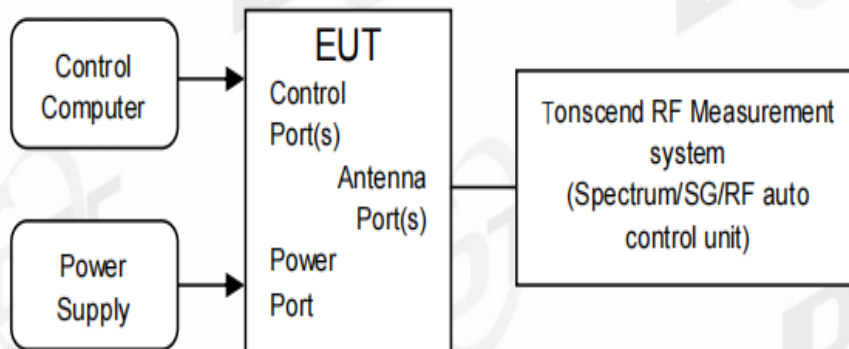 Control
Computer
EUT
Control
Port(s)
Antenna
Port(s)
Power
Port
Power
Supply
Tonscend RF Measurement
system
(Spectrum/SG/RF auto
control unit)